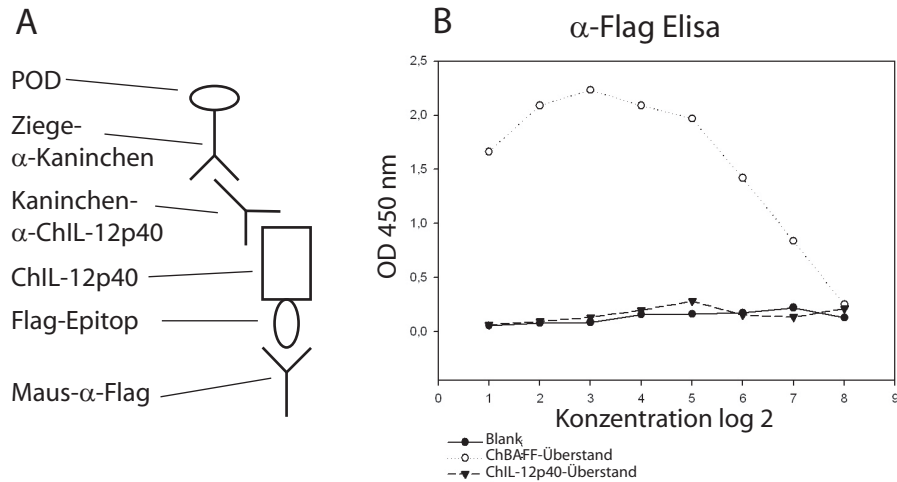 A
POD
Ziege-
α-Kaninchen
Kaninchen-
α-ChIL-12p40
ChIL-12p40
Flag-Epitop
Maus-α-Flag
B
α-Flag Elisa
OD 450 nm
2,5
2,0
1,5
1,0
0,5
0,0
0 1 2 3 4 5 6 7 8 9
Konzentration log 2
Blank
ChBAFF-Überstand
ChIL-12p40-Überstand